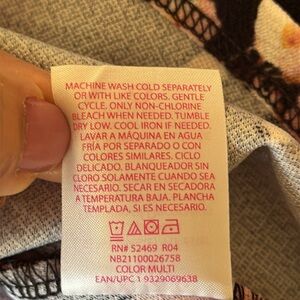 MACHINE WASH COLD SEPARATELY
OR WITH LIKE COLORS. GENTLE
CYCLE. ONLY NON-CHLORINE
BLEACH WHEN NEEDED. TUMBLE
DRY LOW. COOL IRON IF NEEDED.
LAVAR A MÁQUINA EN AGUA
FRÍA POR SEPARADO O CON
COLORES SIMILARES. CICLO
DELICADO. BLANQUEADOR SIN
CLORO SOLAMENTE CUANDO SEA
NECESARIO. SECAR EN SECADORA
A TEMPERATURA BAJA. PLANCHA
TEMPLADA, SI ES NECESARIO.
RN# 52469 R04
NB21100026758
COLOR MULTI
EAN/UPC 1 9329069638